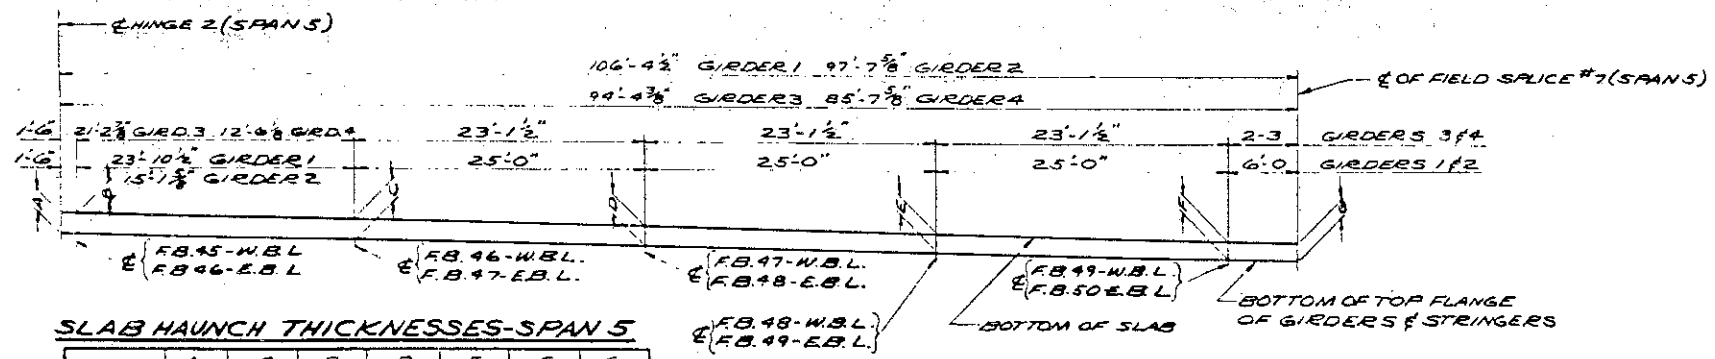 ℄ HINGE 2 (SPAN 5)
106'-4½" GIRDER 1 97'-7⅝" GIRDER 2
℄ OF FIELD SPLICE #7 (SPAN 5)
94'-4⅜" GIRDER 3 85'-7⅝" GIRDER 4
1'-6" 21'-2⅞" GIRD. 3 12'-6⅛ GIRD. 4 23'-1½" 23'-1½" 23'-1½" 2-3 GIRDERS 3 & 4
1'-6" 23'-10½" GIRDER 1 25'-0" 25'-0" 25'-0" 6'-0 GIRDERS 1 & 2
15'-1⅝" GIRDER 2
A B C D E F G
℄ { F.B. 45-W.B.L.
F.B 46-E.B.L
℄ { F.B. 46-W.B.L.
F.B. 47-E.B.L.
℄ { F.B. 47-W.B.L.
F.B. 48-E.B.L.
℄ { F.B. 49-W.B.L. }
F.B. 50-E.B.L
BOTTOM OF TOP FLANGE
OF GIRDERS & STRINGERS
BOTTOM OF SLAB
℄ { F.B. 48-W.B.L. }
F.B. 49-E.B.L.
SLAB HAUNCH THICKNESSES-SPAN 5